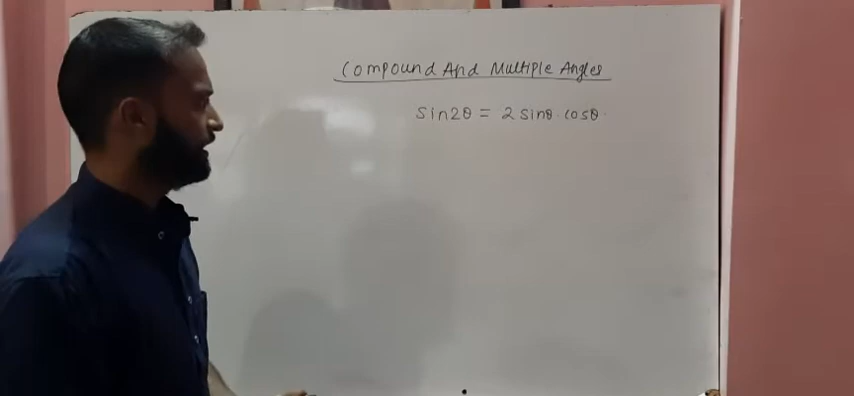 Compound And Multiple Angles
sin2θ = 2 sinθ · cosθ